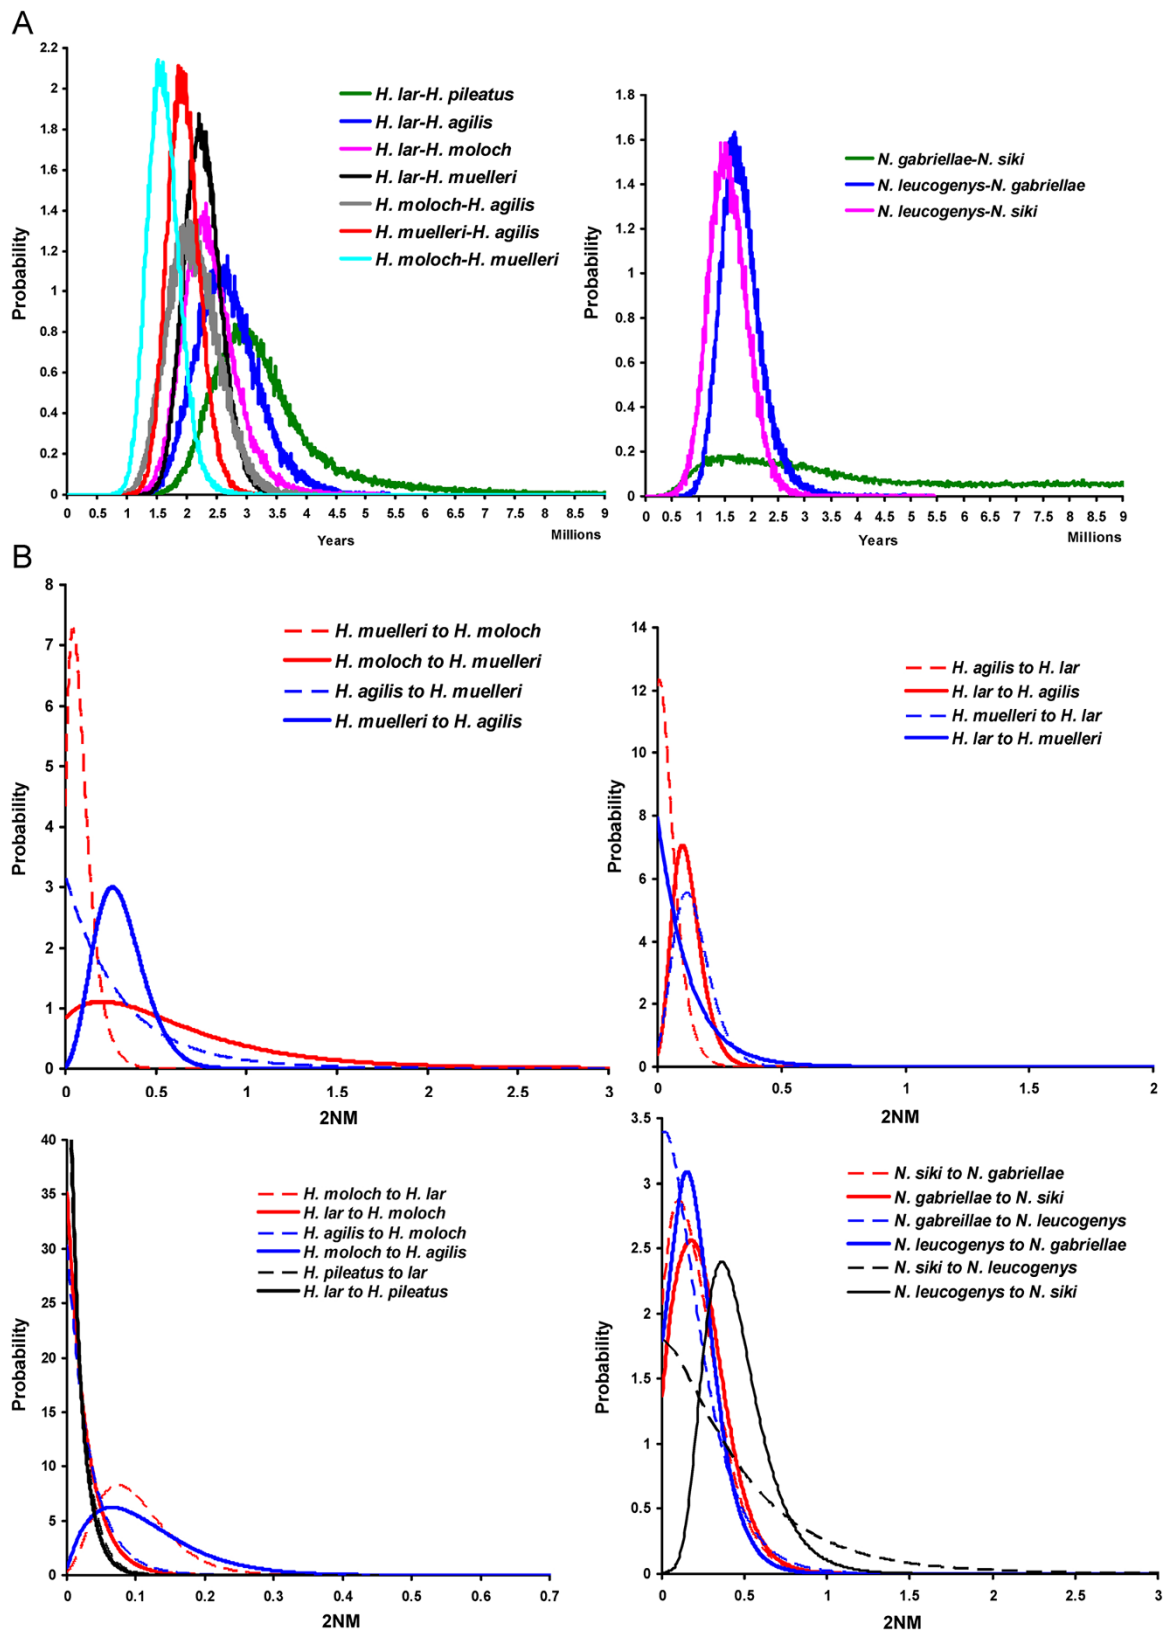 A
2.2
2
1.8
1.6
1.4
1.2
1
0.8
0.6
0.4
0.2
0
Probability
H. lar-H. pileatus
H. lar-H. agilis
H. lar-H. moloch
H. lar-H. muelleri
H. moloch-H. agilis
H. muelleri-H. agilis
H. moloch-H. muelleri
0 0.5 1 1.5 2 2.5 3 3.5 4 4.5 5 5.5 6 6.5 7 7.5 8 8.5 9
Years
Millions
1.8
1.6
1.4
1.2
1
0.8
0.6
0.4
0.2
0
Probability
N. gabriellae-N. siki
N. leucogenys-N. gabriellae
N. leucogenys-N. siki
0 0.5 1 1.5 2 2.5 3 3.5 4 4.5 5 5.5 6 6.5 7 7.5 8 8.5 9
Years
Millions
B
8
7
6
5
4
3
2
1
0
Probability
H. muelleri to H. moloch
H. moloch to H. muelleri
H. agilis to H. muelleri
H. muelleri to H. agilis
0 0.5 1 1.5 2 2.5 3
2NM
14
12
10
8
6
4
2
0
Probability
H. agilis to H. lar
H. lar to H. agilis
H. muelleri to H. lar
H. lar to H. muelleri
0 0.5 1 1.5 2
2NM
40
35
30
25
20
15
10
5
0
Probability
H. moloch to H. lar
H. lar to H. moloch
H. agilis to H. moloch
H. moloch to H. agilis
H. pileatus to lar
H. lar to H. pileatus
0 0.1 0.2 0.3 0.4 0.5 0.6 0.7
2NM
3.5
3
2.5
2
1.5
1
0.5
0
Probability
N. siki to N. gabriellae
N. gabriellae to N. siki
N. gabreillae to N. leucogenys
N. leucogenys to N. gabriellae
N. siki to N. leucogenys
N. leucogenys to N. siki
0 0.5 1 1.5 2 2.5 3
2NM